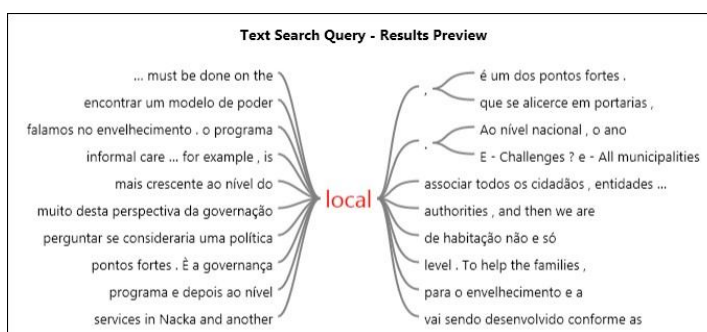 Text Search Query - Results Preview
... must be done on the
encontrar um modelo de poder
falamos no envelhecimento . o programa
informal care ... for example , is
mais crescente ao nível do
muito desta perspectiva da governação
perguntar se consideraria uma política
pontos fortes . È a governança
programa e depois ao nível
services in Nacka and another
local
,
é um dos pontos fortes .
que se alicerce em portarias ,
.
Ao nível nacional , o ano
E - Challenges ? e - All municipalities
associar todos os cidadãos , entidades ...
authorities , and then we are
de habitação não e só
level . To help the families ,
para o envelhecimento e a
vai sendo desenvolvido conforme as